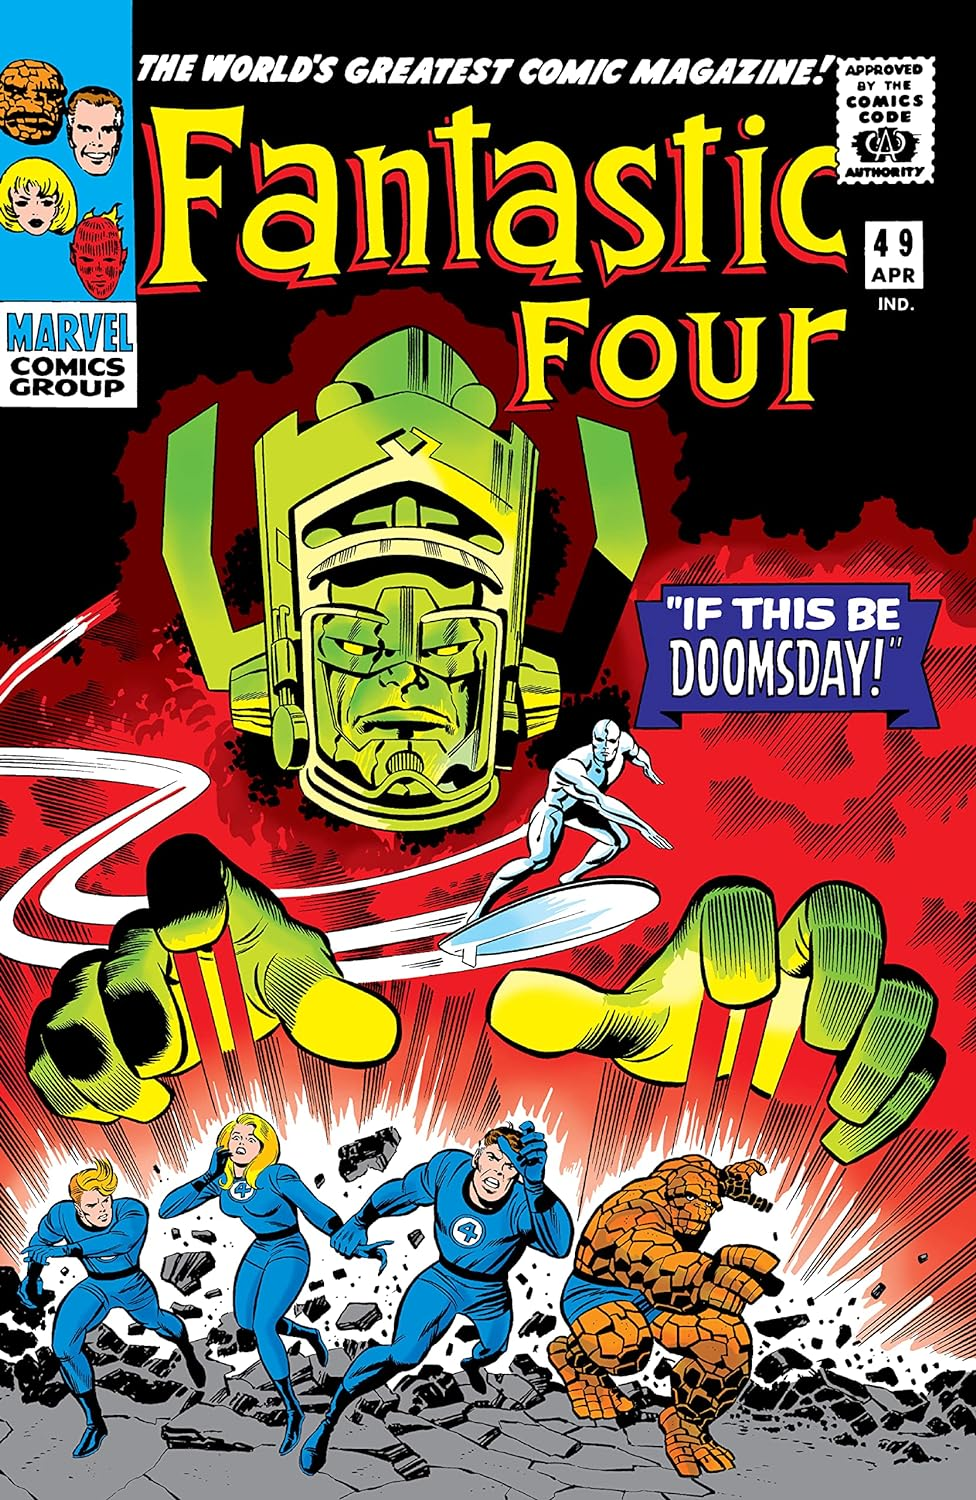 THE WORLD'S GREATEST COMIC MAGAZINE!
APPROVED
BY THE
COMICS
CODE
CA
AUTHORITY
Fantastic
Four
49
APR
IND.
MARVEL
COMICS
GROUP
"IF THIS BE
DOOMSDAY!"
4
4